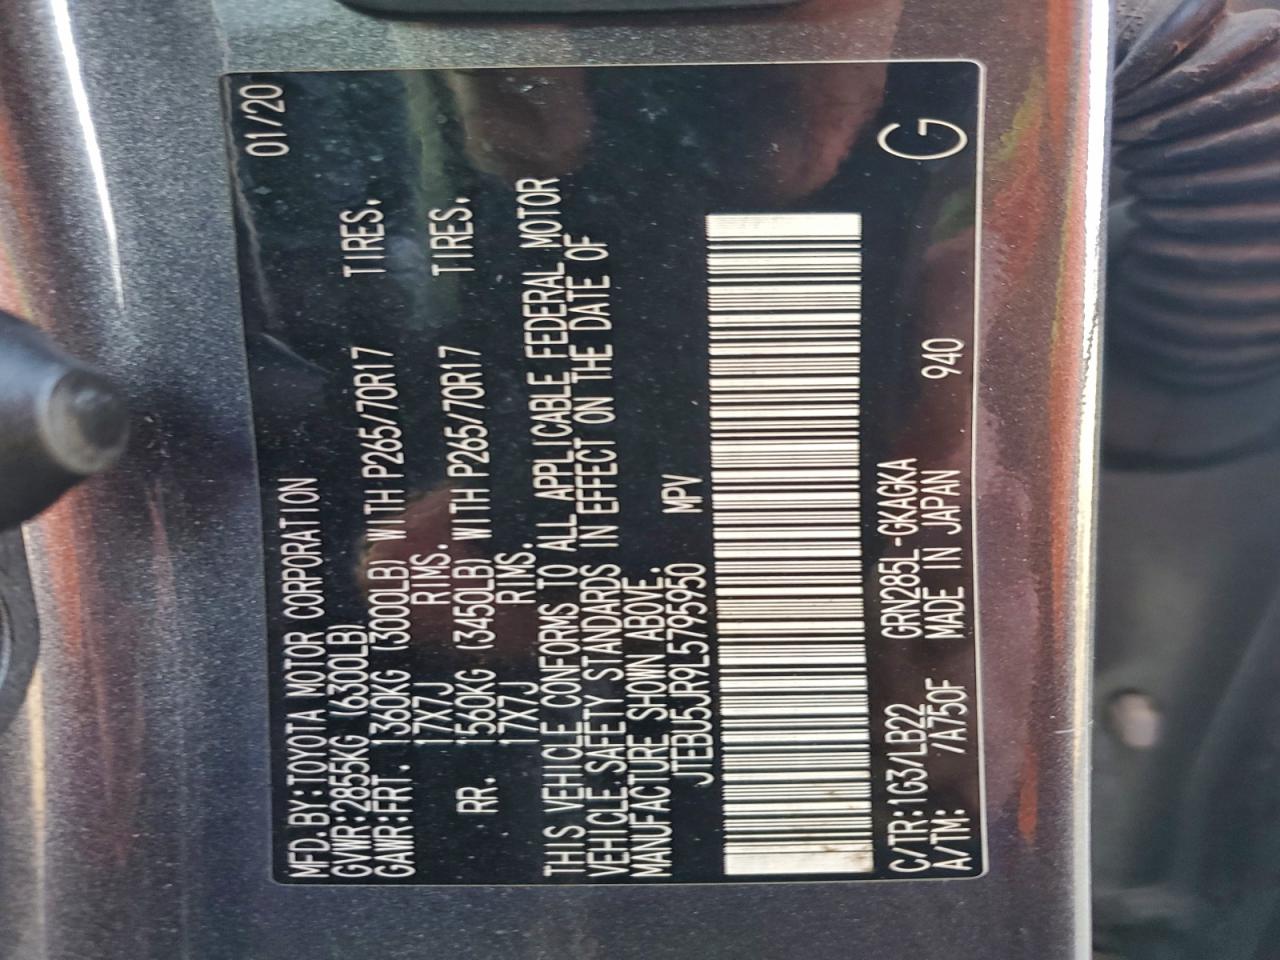 MFD.BY:TOYOTA MOTOR CORPORATION 01/20
GVWR:2855KG (6300LB)
GAWR:FRT. 1360KG (3000LB) WITH P265/70R17 TIRES.
17X7J RIMS.
RR. 1560KG (3450LB) WITH P265/70R17 TIRES.
17X7J RIMS.
THIS VEHICLE CONFORMS TO ALL APPLICABLE FEDERAL MOTOR
VEHICLE SAFETY STANDARDS IN EFFECT ON THE DATE OF
MANUFACTURE SHOWN ABOVE.
JTEBU5JR9L5795950 MPV
C/TR:1G3/LB22 GRN285L-GKAGKA
A/TM: /A750F MADE IN JAPAN 940 G